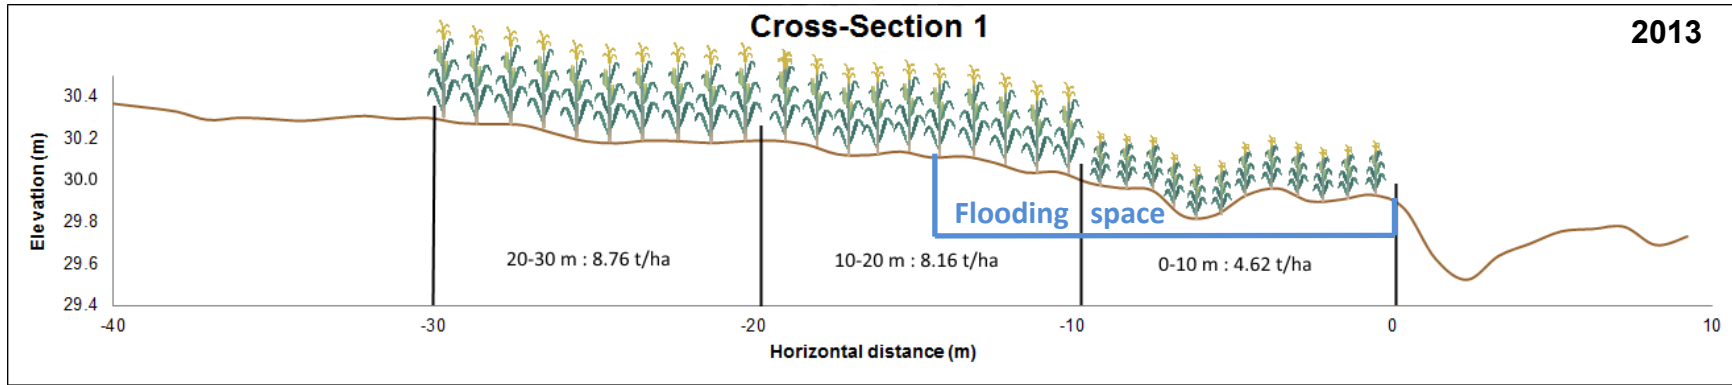 Cross-Section 1
2013
Elevation (m)
30.4
30.2
30.0
29.8
29.6
29.4
Flooding space
20-30 m : 8.76 t/ha
10-20 m : 8.16 t/ha
0-10 m : 4.62 t/ha
-40
-30
-20
-10
0
10
Horizontal distance (m)